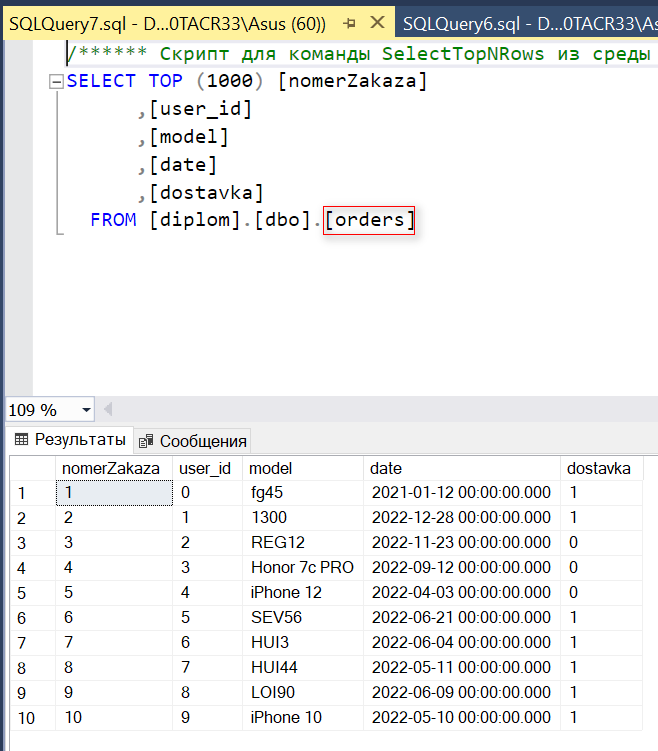 SQLQuery7.sql - D...0TACR33\Asus (60)) SQLQuery6.sql - D...0TACR33\As
/****** Скрипт для команды SelectTopNRows из среды
SELECT TOP (1000) [nomerZakaza]
,[user_id]
,[model]
,[date]
,[dostavka]
FROM [diplom].[dbo].[orders]
109 %
Результаты Сообщения
nomerZakaza user_id model date dostavka
1 1 0 fg45 2021-01-12 00:00:00.000 1
2 2 1 1300 2022-12-28 00:00:00.000 1
3 3 2 REG12 2022-11-23 00:00:00.000 0
4 4 3 Honor 7c PRO 2022-09-12 00:00:00.000 0
5 5 4 iPhone 12 2022-04-03 00:00:00.000 0
6 6 5 SEV56 2022-06-21 00:00:00.000 1
7 7 6 HUI3 2022-06-04 00:00:00.000 1
8 8 7 HUI44 2022-05-11 00:00:00.000 1
9 9 8 LOI90 2022-06-09 00:00:00.000 1
10 10 9 iPhone 10 2022-05-10 00:00:00.000 1